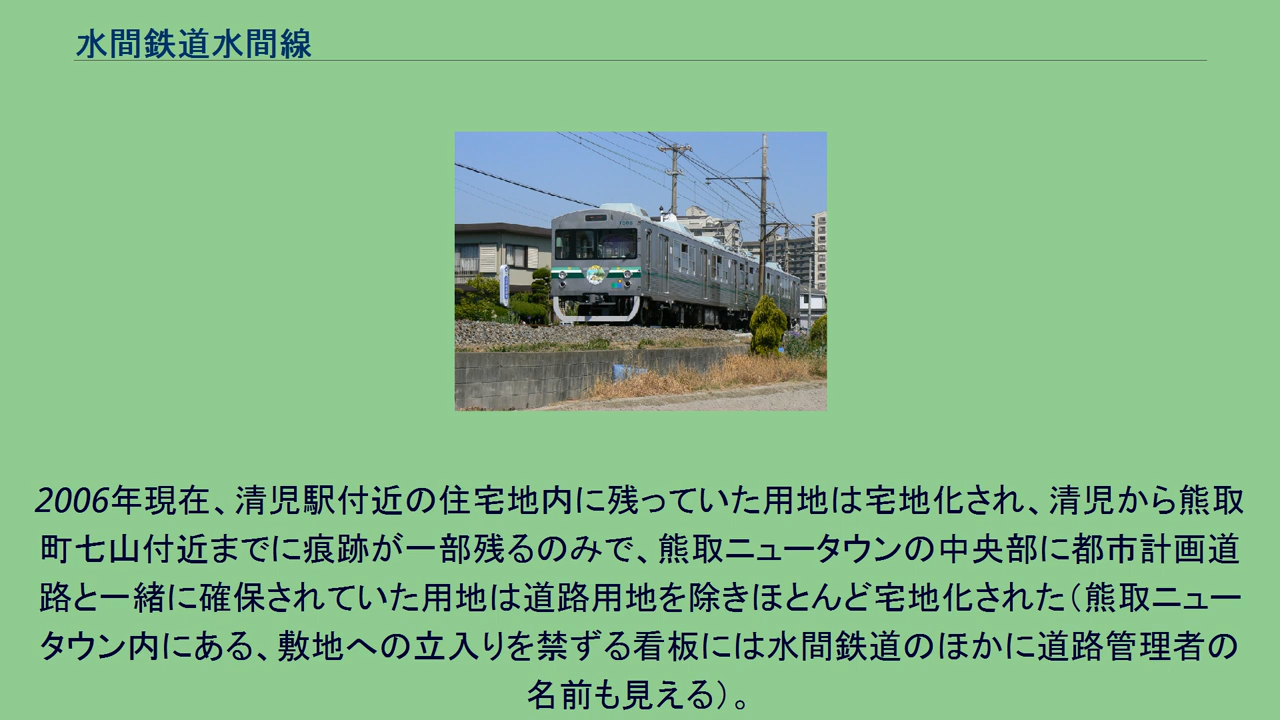 水間鉄道水間線
2006年現在、清児駅付近の住宅地内に残っていた用地は宅地化され、清児から熊取
町七山付近までに痕跡が一部残るのみで、熊取ニュータウンの中央部に都市計画道
路と一緒に確保されていた用地は道路用地を除きほとんど宅地化された（熊取ニュー
タウン内にある、敷地への立入りを禁ずる看板には水間鉄道のほかに道路管理者の
名前も見える）。